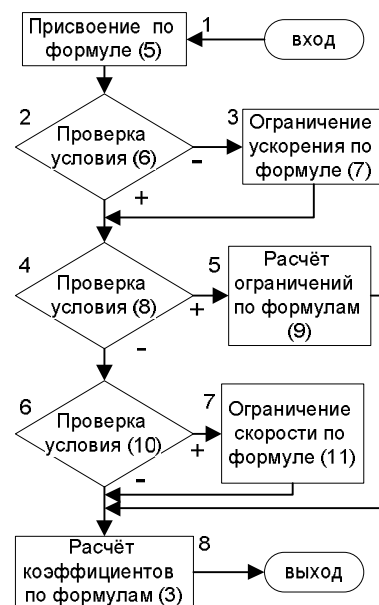 1
Присвоение по
формуле (5)
вход
2
Проверка
условия (6)
-
+
3
Ограничение
ускорения по
формуле (7)
4
Проверка
условия (8)
+
-
5
Расчёт
ограничений
по формулам
(9)
6
Проверка
условия (10)
+
-
7
Ограничение
скорости по
формуле (11)
8
Расчёт
коэффициентов
по формулам (3)
выход